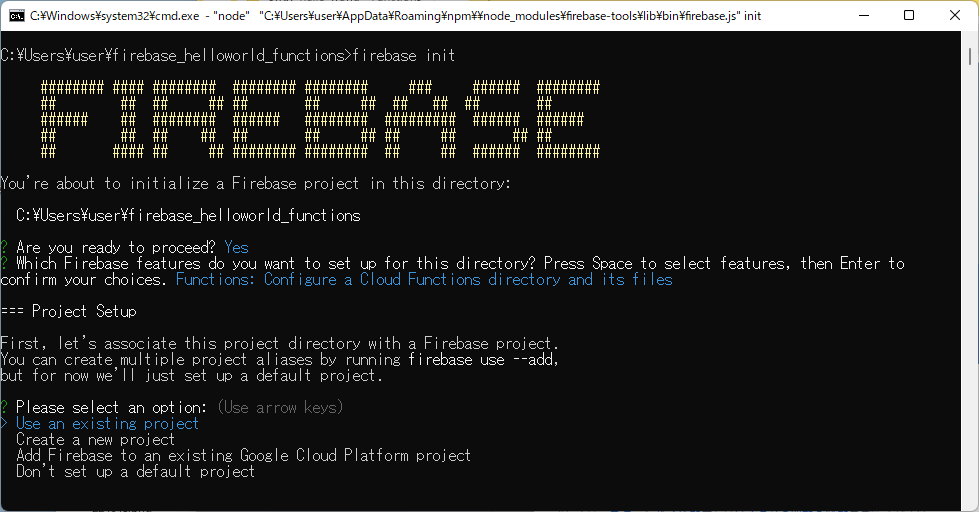 C:¥Windows¥system32¥cmd.exe - "node" "C:¥Users¥user¥AppData¥Roaming¥npm¥¥node_modules¥firebase-tools¥lib¥bin¥firebase.js" init
C:¥Users¥user¥firebase_helloworld_functions>firebase init
FIREBASE
You're about to initialize a Firebase project in this directory:
C:¥Users¥user¥firebase_helloworld_functions
? Are you ready to proceed? Yes
? Which Firebase features do you want to set up for this directory? Press Space to select features, then Enter to
confirm your choices. Functions: Configure a Cloud Functions directory and its files
=== Project Setup
First, let's associate this project directory with a Firebase project.
You can create multiple project aliases by running firebase use --add,
but for now we'll just set up a default project.
? Please select an option: (Use arrow keys)
> Use an existing project
Create a new project
Add Firebase to an existing Google Cloud Platform project
Don't set up a default project